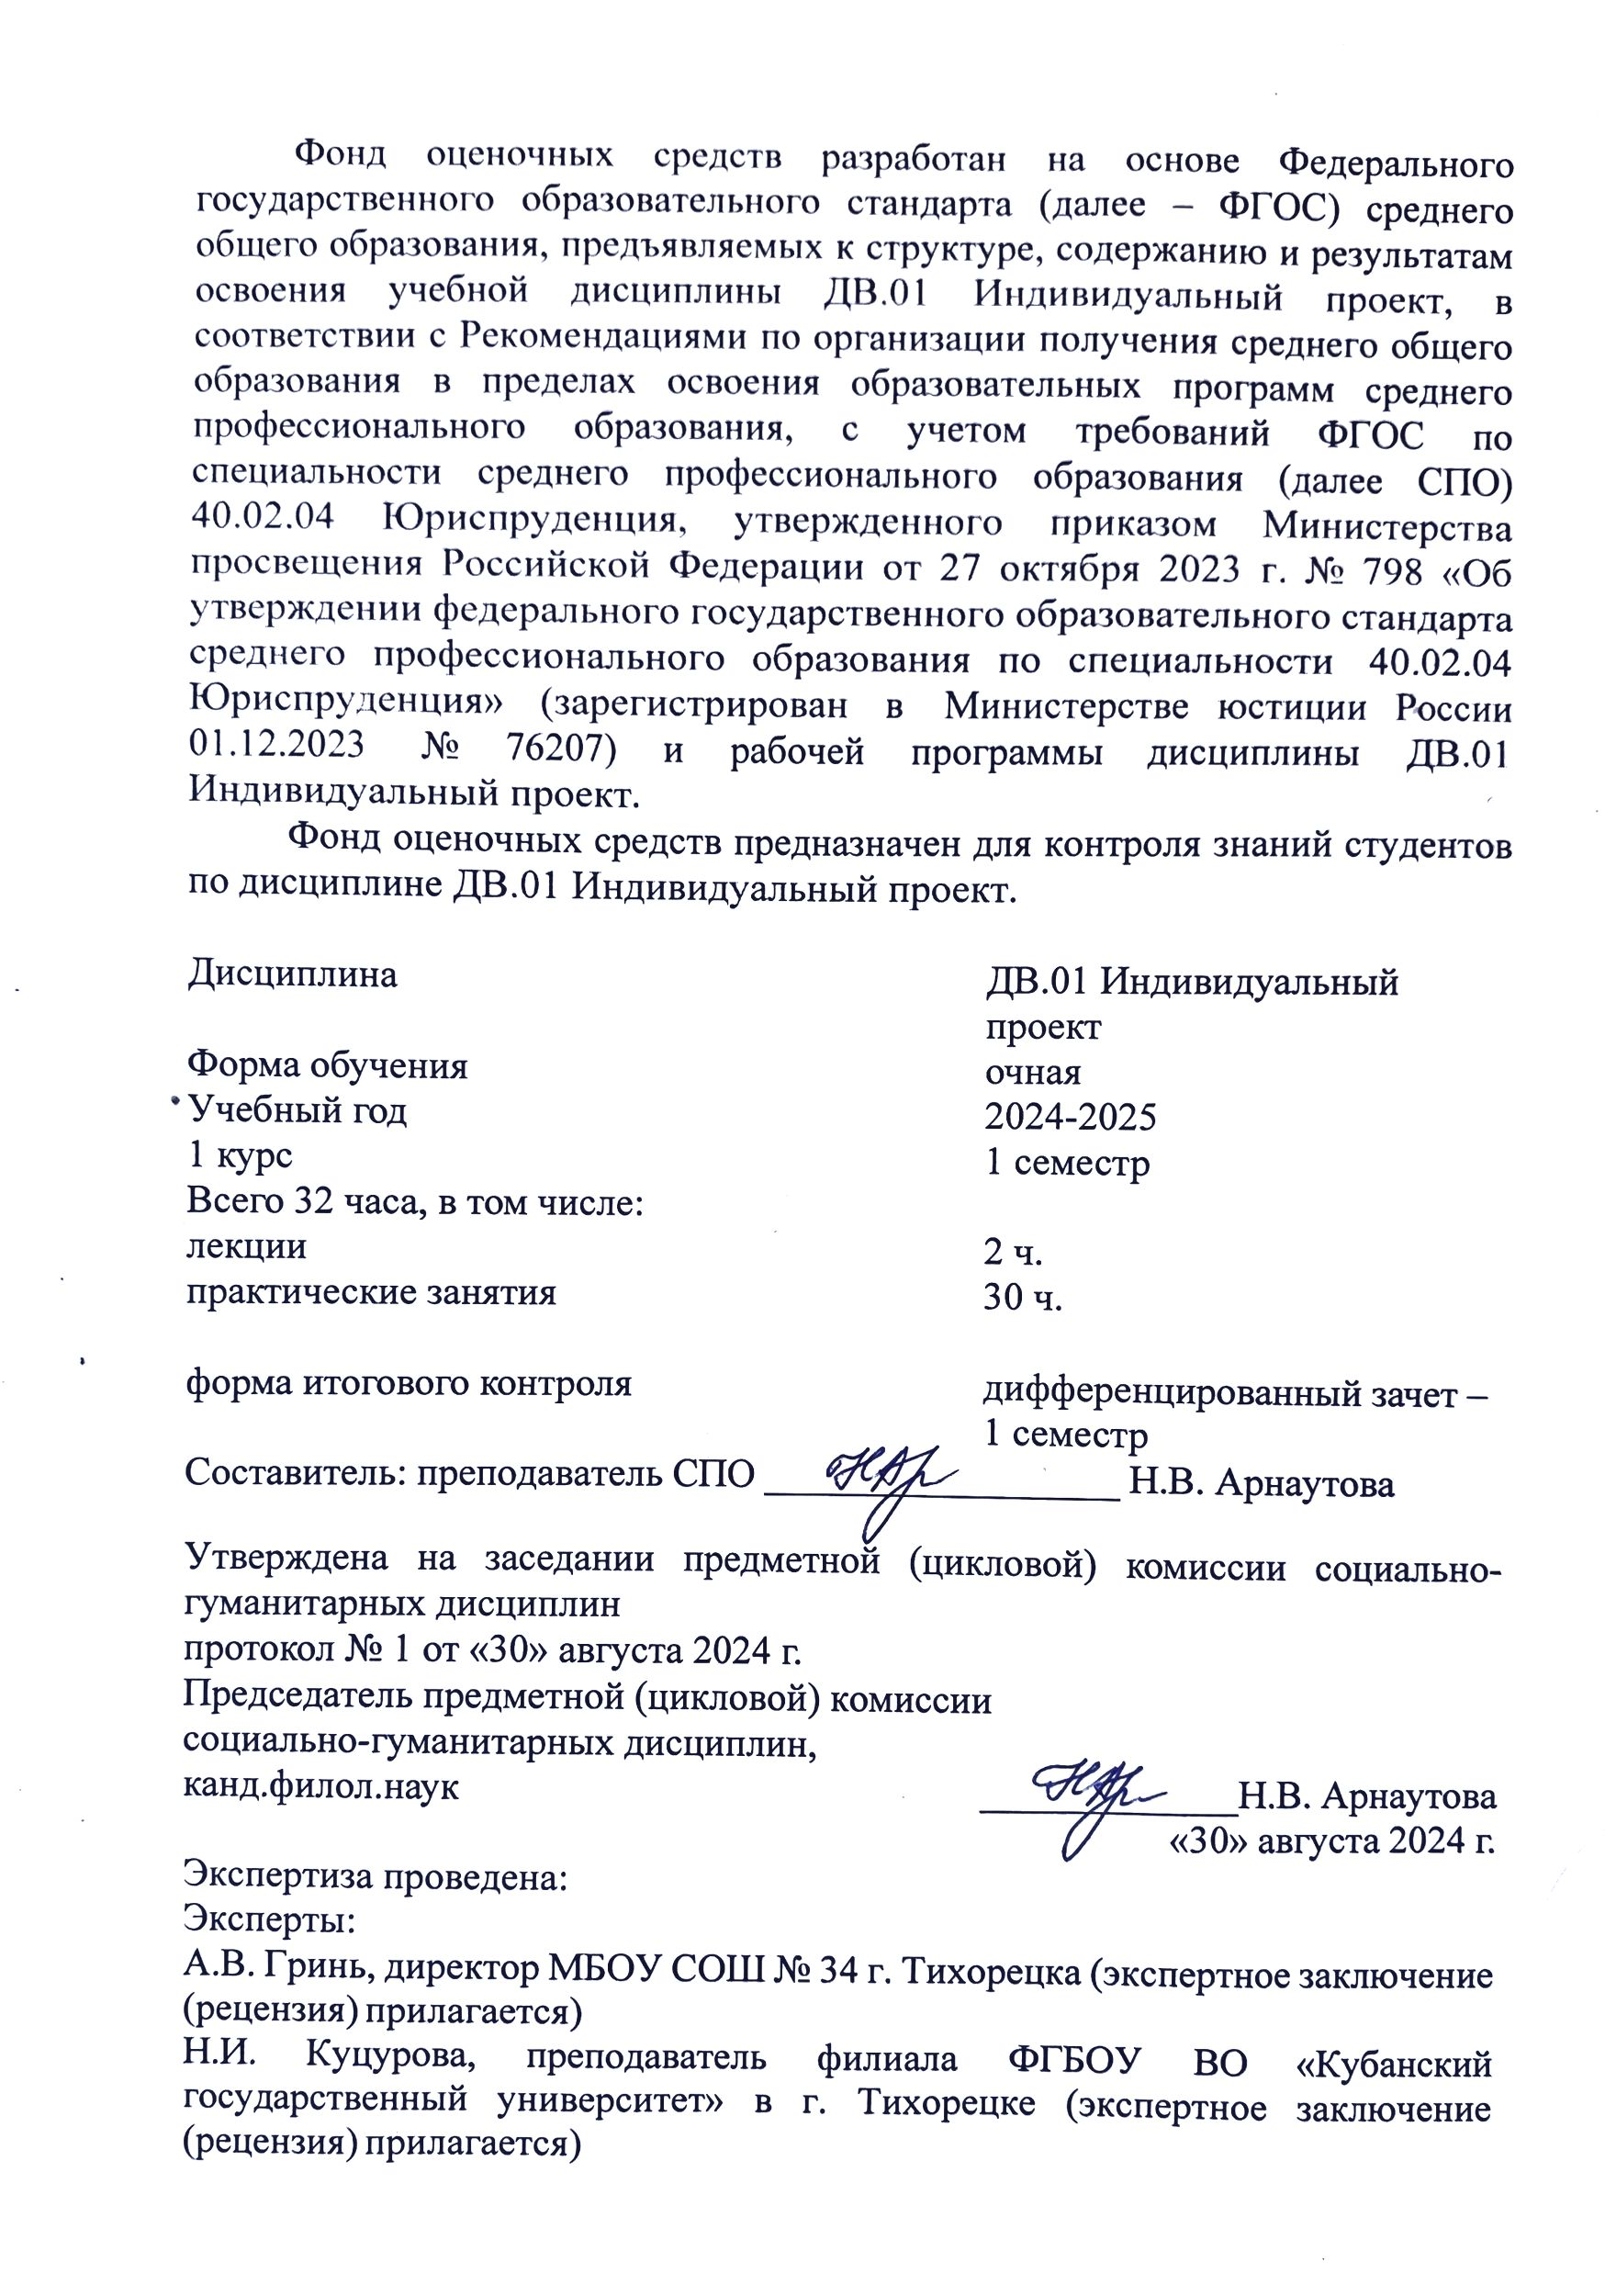 Фонд оценочных средств разработан на основе Федерального
государственного образовательного стандарта (далее – ФГОС) среднего
общего образования, предъявляемых к структуре, содержанию и результатам
освоения учебной дисциплины ДВ.01 Индивидуальный проект, в
соответствии с Рекомендациями по организации получения среднего общего
образования в пределах освоения образовательных программ среднего
профессионального образования, с учетом требований ФГОС по
специальности среднего профессионального образования (далее СПО)
40.02.04 Юриспруденция, утвержденного приказом Министерства
просвещения Российской Федерации от 27 октября 2023 г. № 798 «Об
утверждении федерального государственного образовательного стандарта
среднего профессионального образования по специальности 40.02.04
Юриспруденция» (зарегистрирован в Министерстве юстиции России
01.12.2023 № 76207) и рабочей программы дисциплины ДВ.01
Индивидуальный проект.
Фонд оценочных средств предназначен для контроля знаний студентов
по дисциплине ДВ.01 Индивидуальный проект.
Дисциплина ДВ.01 Индивидуальный
проект
Форма обучения очная
Учебный год 2024-2025
1 курс 1 семестр
Всего 32 часа, в том числе:
лекции 2 ч.
практические занятия 30 ч.
форма итогового контроля дифференцированный зачет –
1 семестр
Составитель: преподаватель СПО Н.В. Арнаутова
Утверждена на заседании предметной (цикловой) комиссии социально-
гуманитарных дисциплин
протокол № 1 от «30» августа 2024 г.
Председатель предметной (цикловой) комиссии
социально-гуманитарных дисциплин,
канд.филол.наук Н.В. Арнаутова
«30» августа 2024 г.
Экспертиза проведена:
Эксперты:
А.В. Гринь, директор МБОУ СОШ № 34 г. Тихорецка (экспертное заключение
(рецензия) прилагается)
Н.И. Куцурова, преподаватель филиала ФГБОУ ВО «Кубанский
государственный университет» в г. Тихорецке (экспертное заключение
(рецензия) прилагается)